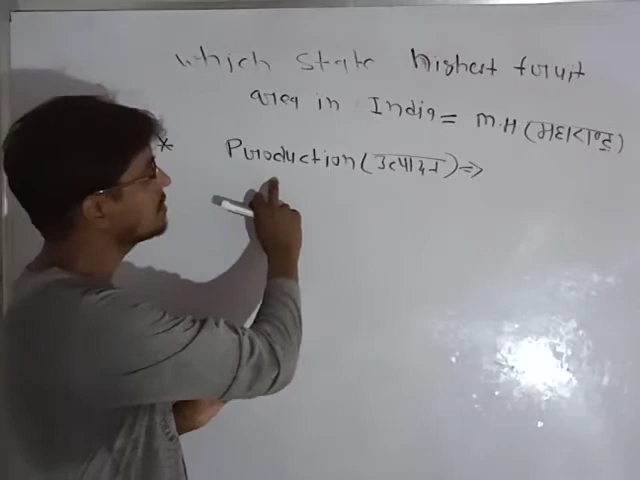 which state highest fruit
area in India = M.H (महाराष्ट्र)
* Production (उत्पादन) =>